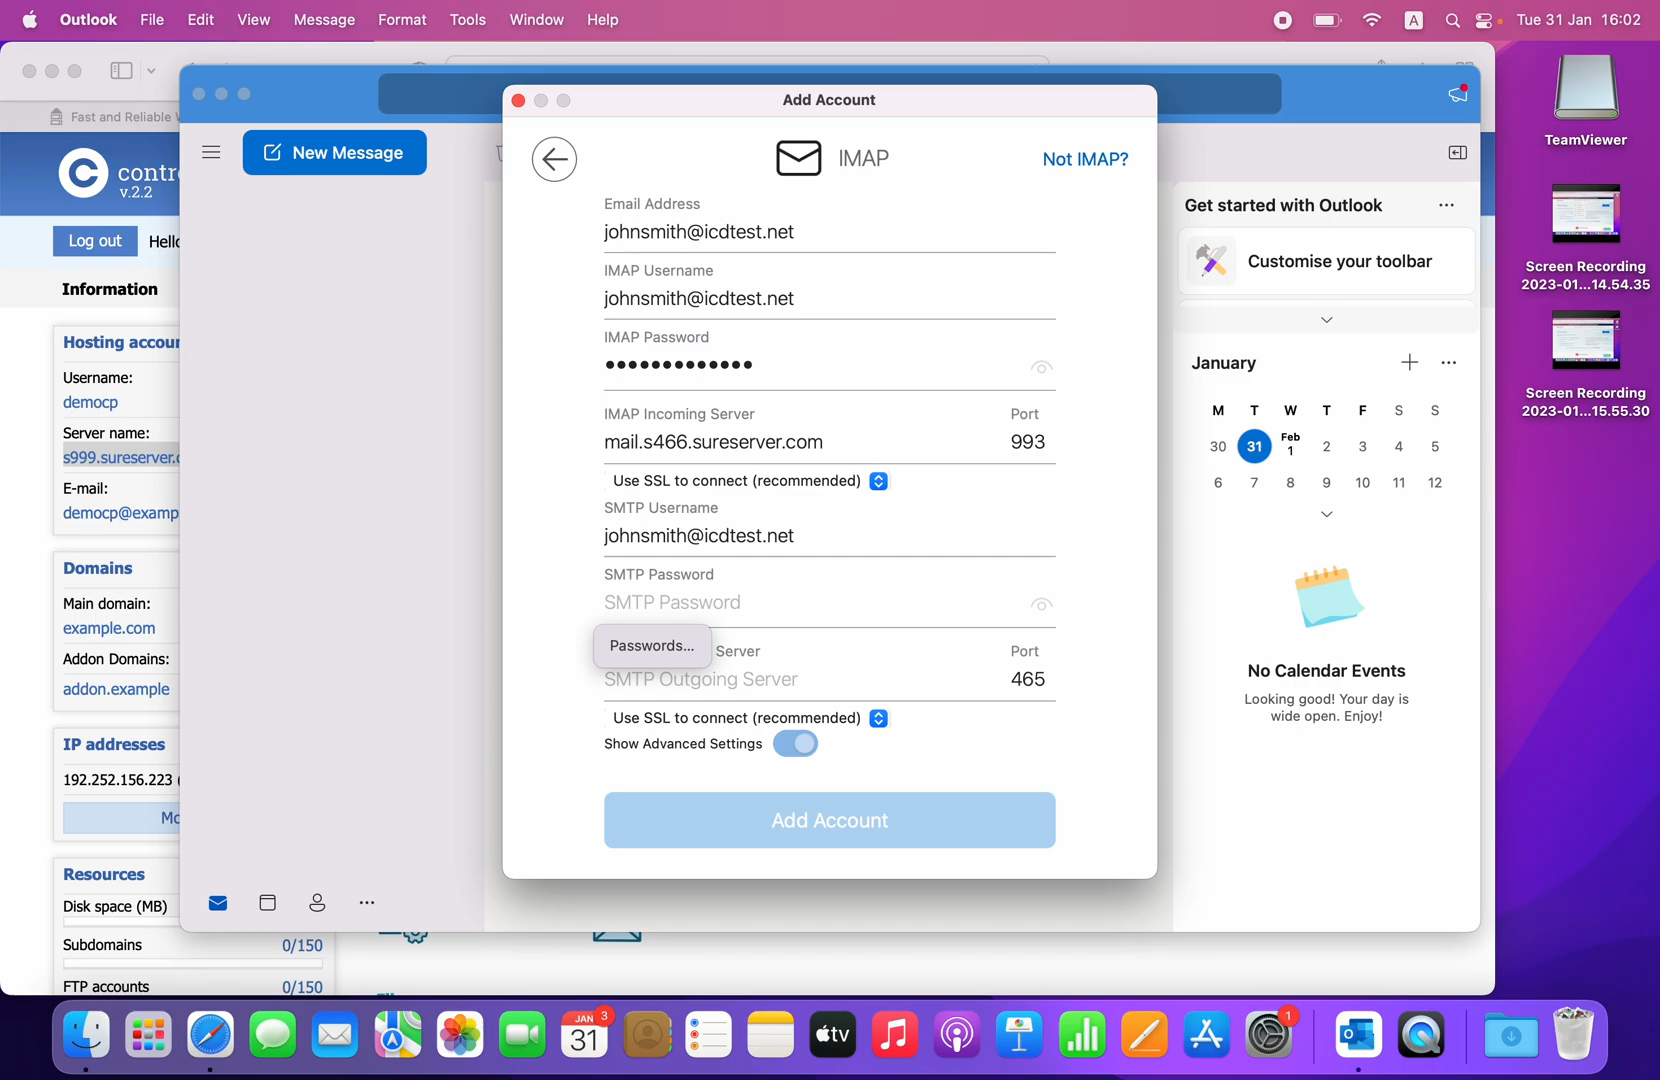 Outlook File Edit View Message Format Tools Window Help A Tue 31 Jan 16:02
Fast and Reliable
contr
v.2.2
Log out Hello
Information
Hosting accou
Username:
democp
Server name:
s999.sureserver.c
E-mail:
democp@examp
Domains
Main domain:
example.com
Addon Domains:
addon.example
IP addresses
192.252.156.223 (
Mo
Resources
Disk space (MB)
Subdomains 0/150
FTP accounts 0/150
New Message
Add Account
IMAP
Not IMAP?
Email Address
johnsmith@icdtest.net
IMAP Username
johnsmith@icdtest.net
IMAP Password
••••••••••••• 
IMAP Incoming Server Port
mail.s466.sureserver.com 993
Use SSL to connect (recommended)
SMTP Username
johnsmith@icdtest.net
SMTP Password
SMTP Password
Passwords...
Server Port
SMTP Outgoing Server 465
Use SSL to connect (recommended)
Show Advanced Settings
Add Account
Get started with Outlook ...
Customise your toolbar
January + ...
M T W T F S S
30 31 Feb 1 2 3 4 5
6 7 8 9 10 11 12
No Calendar Events
Looking good! Your day is
wide open. Enjoy!
TeamViewer
Screen Recording
2023-01...14.54.35
Screen Recording
2023-01...15.55.30
JAN
31
3
tv
1